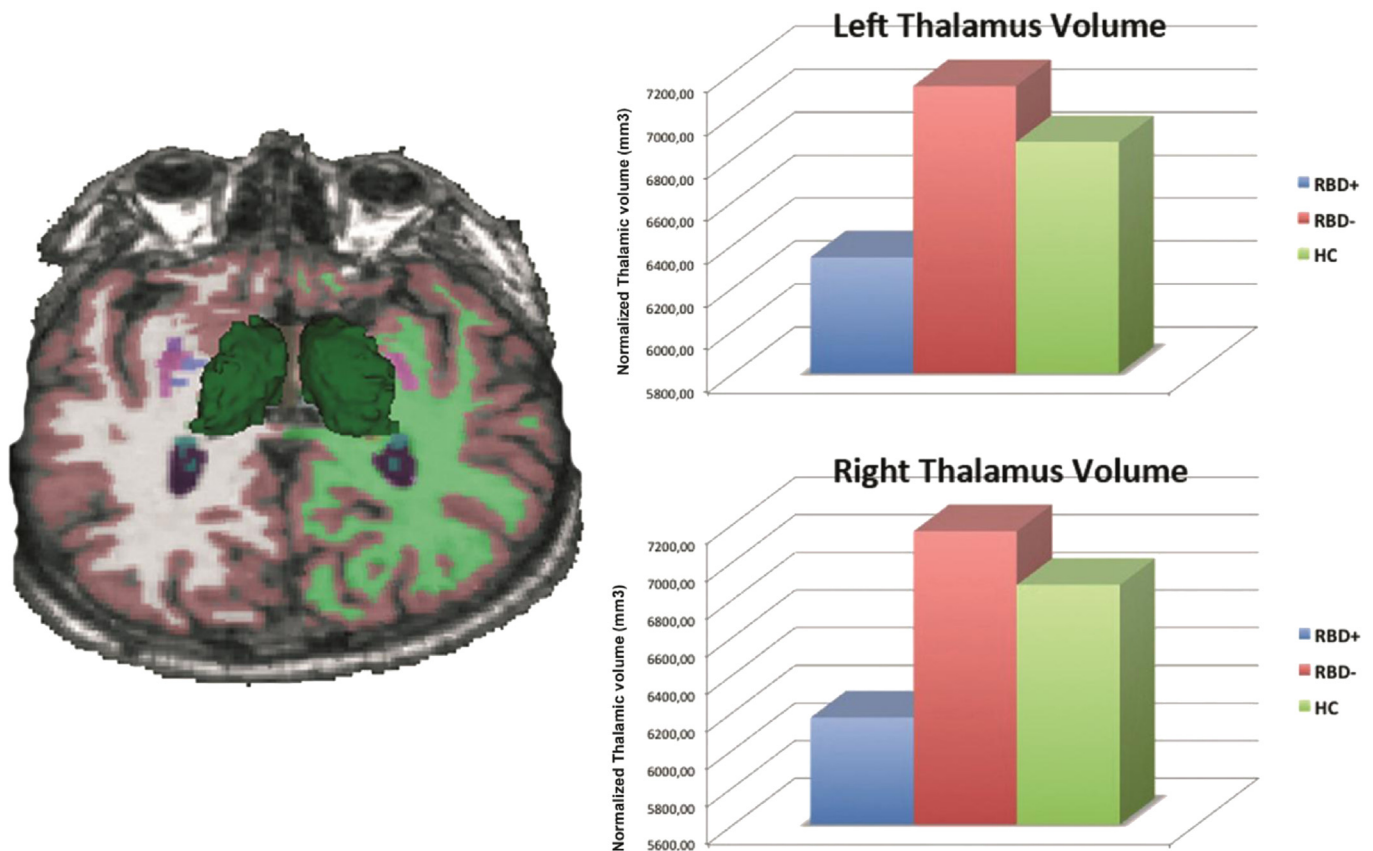 Left Thalamus Volume
Normalized Thalamic volume (mm3)
7200,00
7000,00
6800,00
6600,00
6400,00
6200,00
6000,00
5800,00
RBD+
RBD-
HC
Right Thalamus Volume
Normalized Thalamic volume (mm3)
7200,00
7000,00
6800,00
6600,00
6400,00
6200,00
6000,00
5800,00
5600,00
RBD+
RBD-
HC